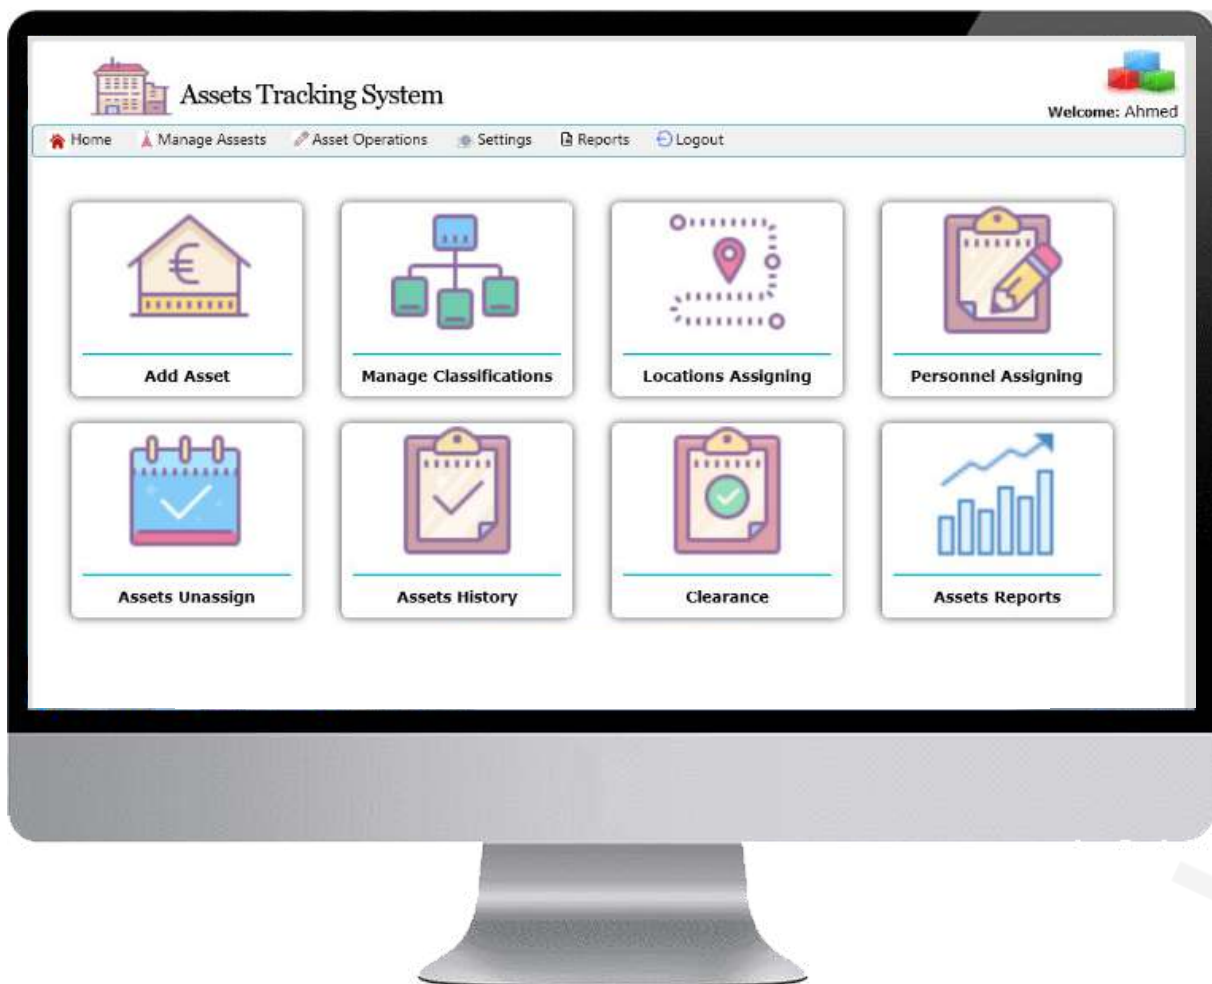 Assets Tracking System
Welcome: Ahmed
Home Manage Assests Asset Operations Settings Reports Logout
€
Add Asset Manage Classifications Locations Assigning Personnel Assigning
Assets Unassign Assets History Clearance Assets Reports